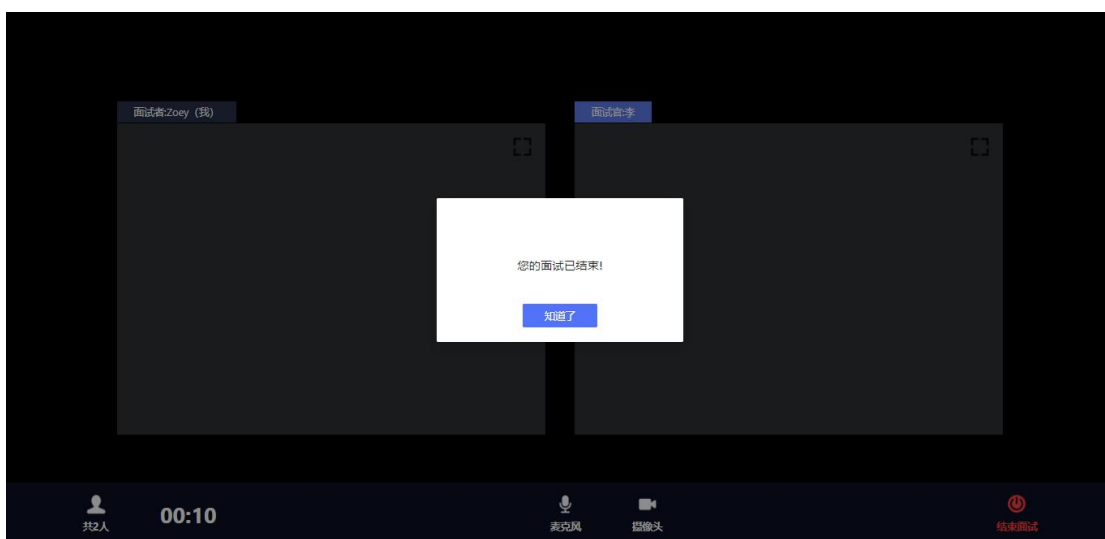 面试者:Zoey（我）
面试官:李
您的面试已结束!
知道了
共2人
00:10
麦克风
摄像头
结束面试